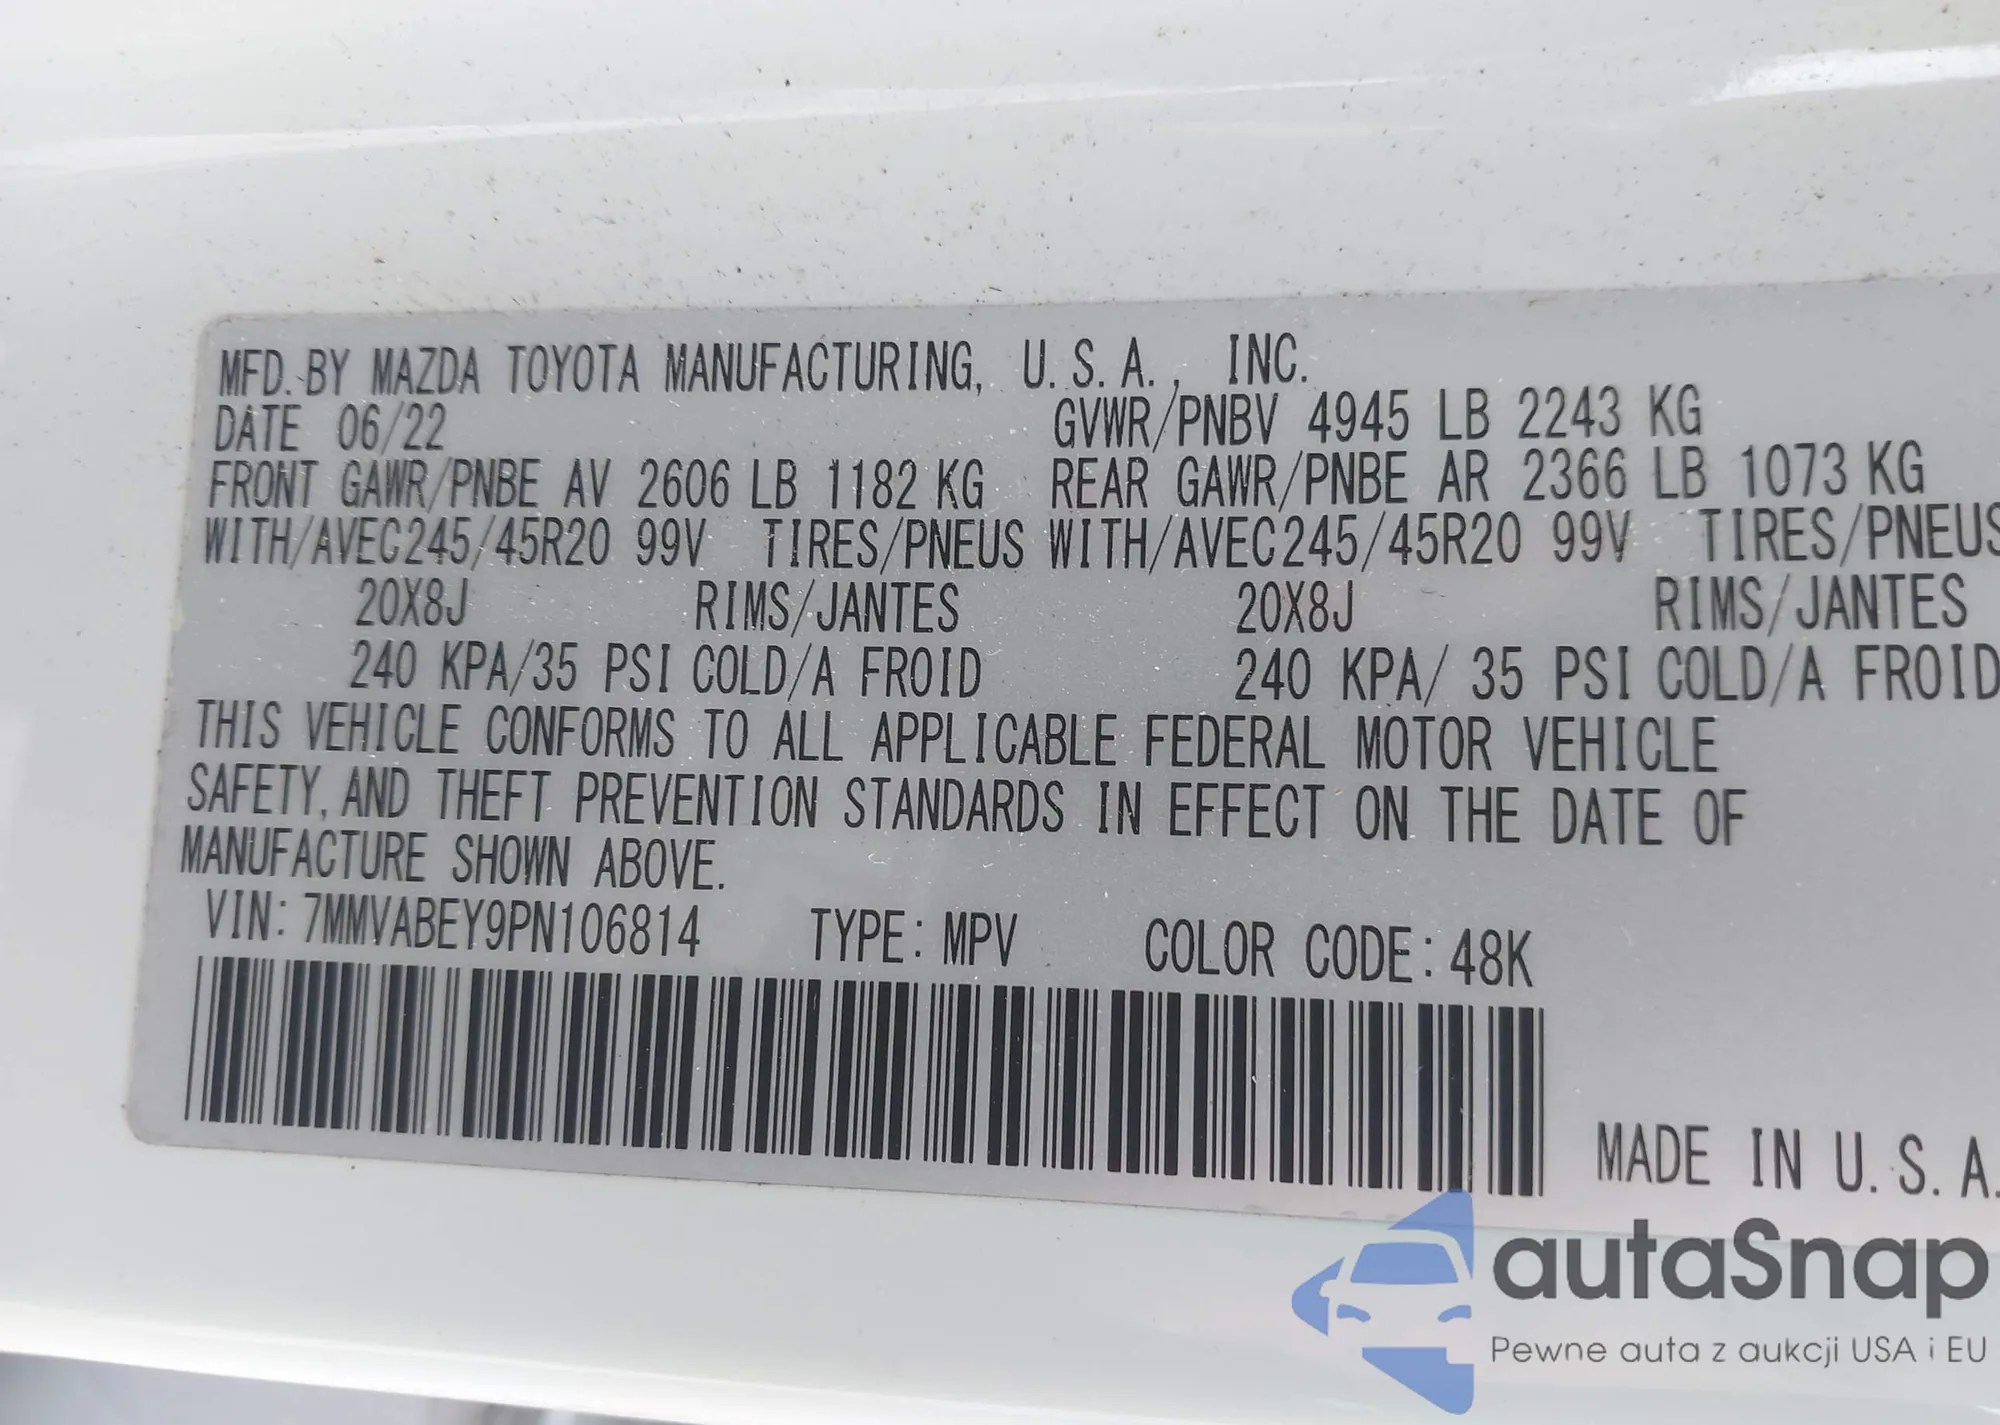 MFD. BY MAZDA TOYOTA MANUFACTURING, U.S.A., INC.
DATE 06/22 GVWR/PNBV 4945 LB 2243 KG
FRONT GAWR/PNBE AV 2606 LB 1182 KG REAR GAWR/PNBE AR 2366 LB 1073 KG
WITH/AVEC245/45R20 99V TIRES/PNEUS WITH/AVEC245/45R20 99V TIRES/PNEUS
20X8J RIMS/JANTES 20X8J RIMS/JANTES
240 KPA/35 PSI COLD/A FROID 240 KPA/ 35 PSI COLD/A FROID
THIS VEHICLE CONFORMS TO ALL APPLICABLE FEDERAL MOTOR VEHICLE
SAFETY, AND THEFT PREVENTION STANDARDS IN EFFECT ON THE DATE OF
MANUFACTURE SHOWN ABOVE.
VIN: 7MMVABEY9PN106814 TYPE: MPV COLOR CODE: 48K
MADE IN U.S.A.
autaSnap
Pewne auta z aukcji USA i EU